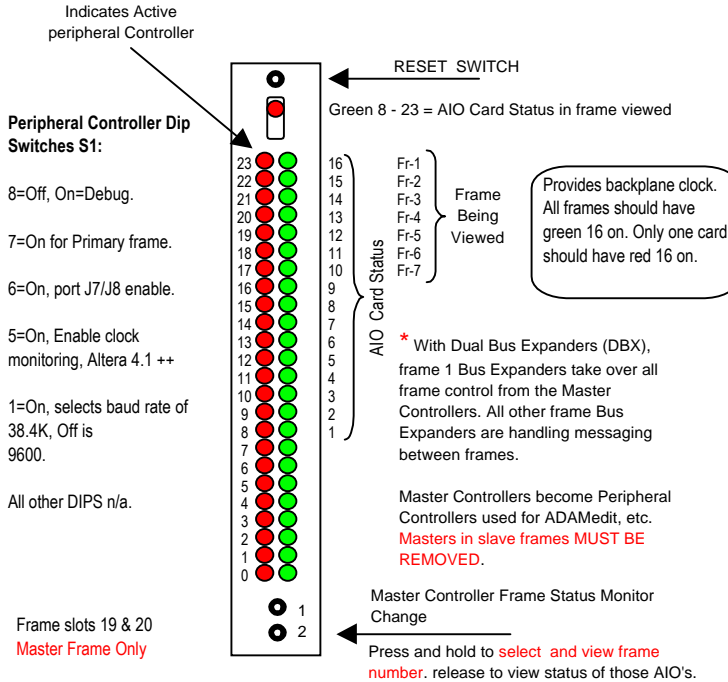 Indicates Active
peripheral Controller
RESET SWITCH
Green 8 - 23 = AIO Card Status in frame viewed
Peripheral Controller Dip
Switches S1:
8=Off, On=Debug.
7=On for Primary frame.
6=On, port J7/J8 enable.
5=On, Enable clock
monitoring, Altera 4.1 ++
1=On, selects baud rate of
38.4K, Off is
9600.
All other DIPS n/a.
Frame slots 19 & 20
Master Frame Only
23
22
21
20
19
18
17
16
15
14
13
12
11
10
9
8
7
6
5
4
3
2
1
0
16
15
14
13
12
11
10
9
8
7
6
5
4
3
2
1
AIO Card Status
Fr-1
Fr-2
Fr-3
Fr-4
Fr-5
Fr-6
Fr-7
Frame
Being
Viewed
Provides backplane clock.
All frames should have
green 16 on. Only one card
should have red 16 on.
* With Dual Bus Expanders (DBX),
frame 1 Bus Expanders take over all
frame control from the Master
Controllers. All other frame Bus
Expanders are handling messaging
between frames.
Master Controllers become Peripheral
Controllers used for ADAMedit, etc.
Masters in slave frames MUST BE
REMOVED.
1
2
Master Controller Frame Status Monitor
Change
Press and hold to select and view frame
number. release to view status of those AIO's.